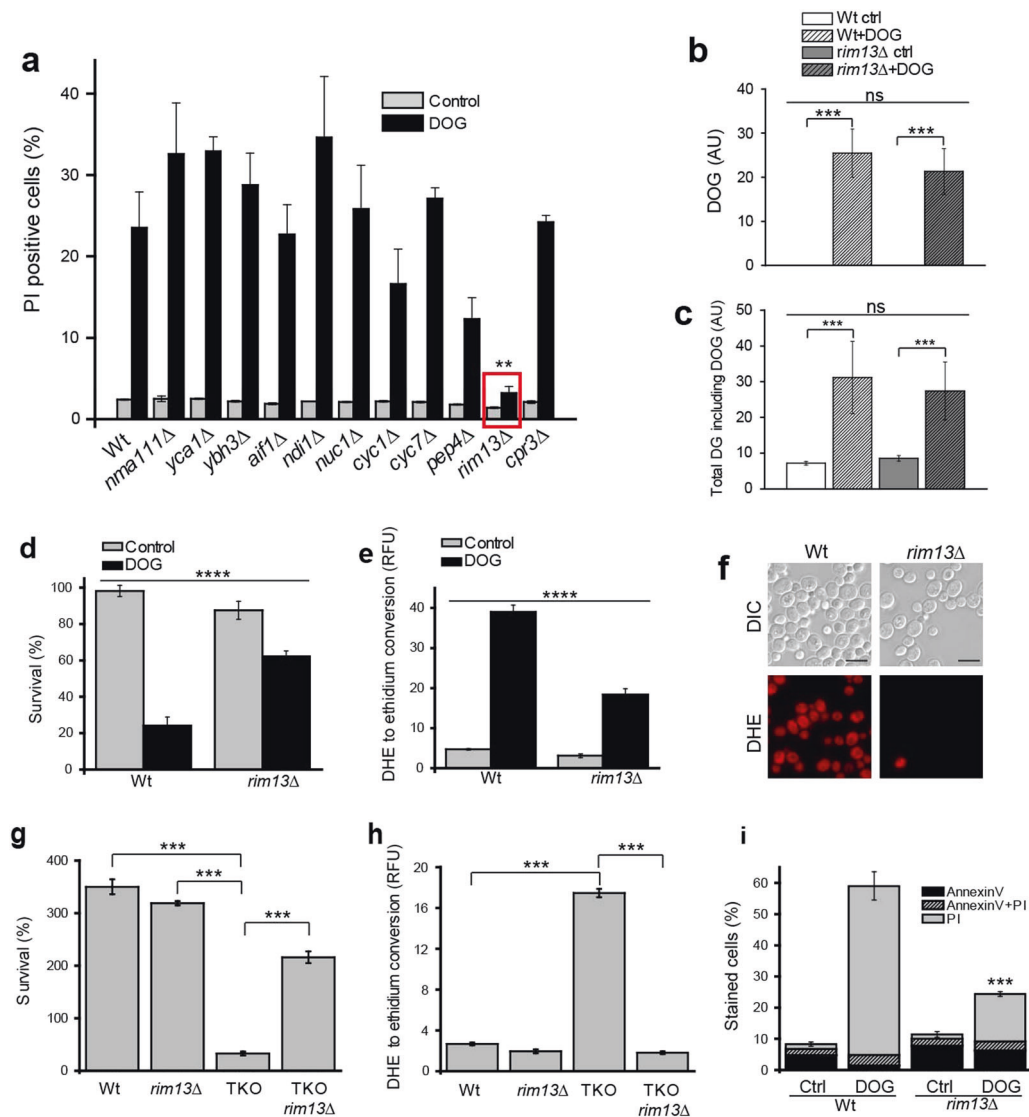 a
PI positive cells (%)
40
30
20
10
0
Control
DOG
**
Wt
nma111Δ
yca1Δ
ybh3Δ
aif1Δ
ndi1Δ
nuc1Δ
cyc1Δ
cyc7Δ
pep4Δ
rim13Δ
cpr3Δ
Wt ctrl
Wt+DOG
rim13Δ ctrl
rim13Δ+DOG
b
ns
*** ***
DOG (AU)
40
30
20
10
0
c
ns
*** ***
Total DG including DOG (AU)
50
40
30
20
10
0
d
Control
DOG
****
Survival (%)
100
80
60
40
20
0
Wt rim13Δ
e
Control
DOG
****
DHE to ethidium conversion (RFU)
40
20
0
Wt rim13Δ
f
Wt rim13Δ
DIC
DHE
g
***
***
***
Survival (%)
400
300
200
100
0
Wt rim13Δ TKO TKO
rim13Δ
h
*** ***
DHE to ethidium conversion (RFU)
20
16
12
8
4
0
Wt rim13Δ TKO TKO
rim13Δ
i
AnnexinV
AnnexinV+PI
PI
***
Stained cells (%)
60
50
40
30
20
10
0
Ctrl DOG Ctrl DOG
Wt rim13Δ